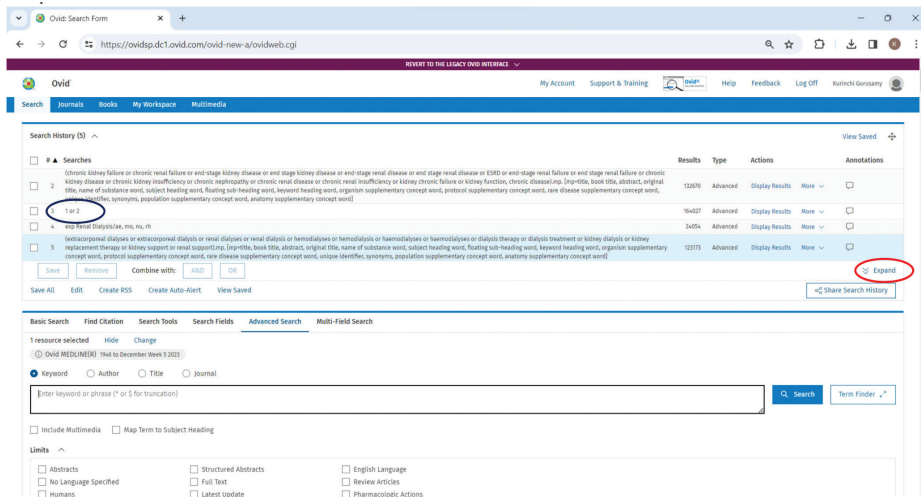 Ovid: Search Form
https://ovidsp.dc1.ovid.com/ovid-new-a/ovidweb.cgi
K
REVERT TO THE LEGACY OVID INTERFACE
Ovid®
My Account Support & Training Ovid® Help Feedback Log Off Kurinchi Gurusamy
Search Journals Books My Workspace Multimedia
Search History (5) View Saved
# ▲ Searches Results Type Actions Annotations
(chronic kidney failure or chronic renal failure or end-stage kidney disease or end stage kidney disease or end-stage renal disease or end stage renal disease or ESRD or end-stage renal failure or end stage renal failure or chronic
2 kidney disease or chronic kidney insufficiency or chronic nephropathy or chronic renal disease or chronic renal insufficiency or kidney chronic failure or kidney function, chronic disease).mp. [mp=title, book title, abstract, original 132670 Advanced Display Results More
title, name of substance word, subject heading word, floating sub-heading word, keyword heading word, organism supplementary concept word, protocol supplementary concept word, rare disease supplementary concept word,
unique identifier, synonyms, population supplementary concept word, anatomy supplementary concept word]
3 1 or 2 164027 Advanced Display Results More
4 exp Renal Dialysis/ae, mo, nu, rh 34054 Advanced Display Results More
(extracorporeal dialyses or extracorporeal dialysis or renal dialyses or renal dialysis or hemodialyses or hemodialysis or haemodialyses or haemodialysis or dialysis therapy or dialysis treatment or kidney dialysis or kidney
5 replacement therapy or kidney support or renal support).mp. [mp=title, book title, abstract, original title, name of substance word, subject heading word, floating sub-heading word, keyword heading word, organism supplementary 123173 Advanced Display Results More
concept word, protocol supplementary concept word, rare disease supplementary concept word, unique identifier, synonyms, population supplementary concept word, anatomy supplementary concept word]
Save Remove Combine with: AND OR Expand
Save All Edit Create RSS Create Auto-Alert View Saved Share Search History
Basic Search Find Citation Search Tools Search Fields Advanced Search Multi-Field Search
1 resource selected Hide Change
Ovid MEDLINE(R) 1946 to December Week 5 2023
Keyword Author Title Journal
Enter keyword or phrase (* or $ for truncation) Search Term Finder
Include Multimedia Map Term to Subject Heading
Limits
Abstracts Structured Abstracts English Language
No Language Specified Full Text Review Articles
Humans Latest Update Pharmacologic Actions